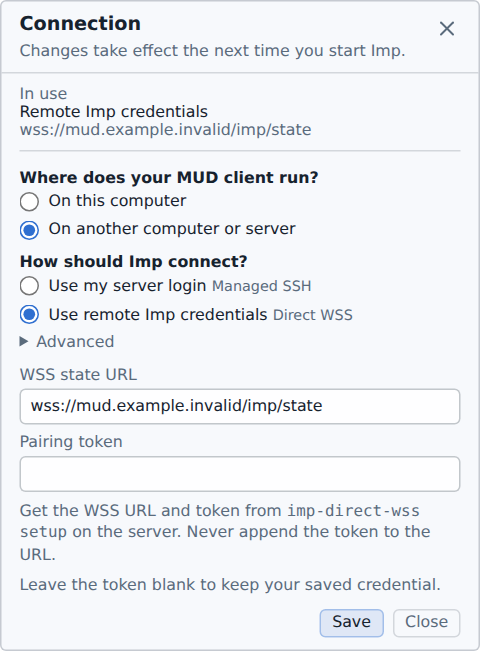 Connection
Changes take effect the next time you start Imp.
In use
Remote Imp credentials
wss://mud.example.invalid/imp/state
Where does your MUD client run?
On this computer
On another computer or server
How should Imp connect?
Use my server login Managed SSH
Use remote Imp credentials Direct WSS
Advanced
WSS state URL
wss://mud.example.invalid/imp/state
Pairing token
Get the WSS URL and token from imp-direct-wss
setup on the server. Never append the token to the
URL.
Leave the token blank to keep your saved credential.
Save Close